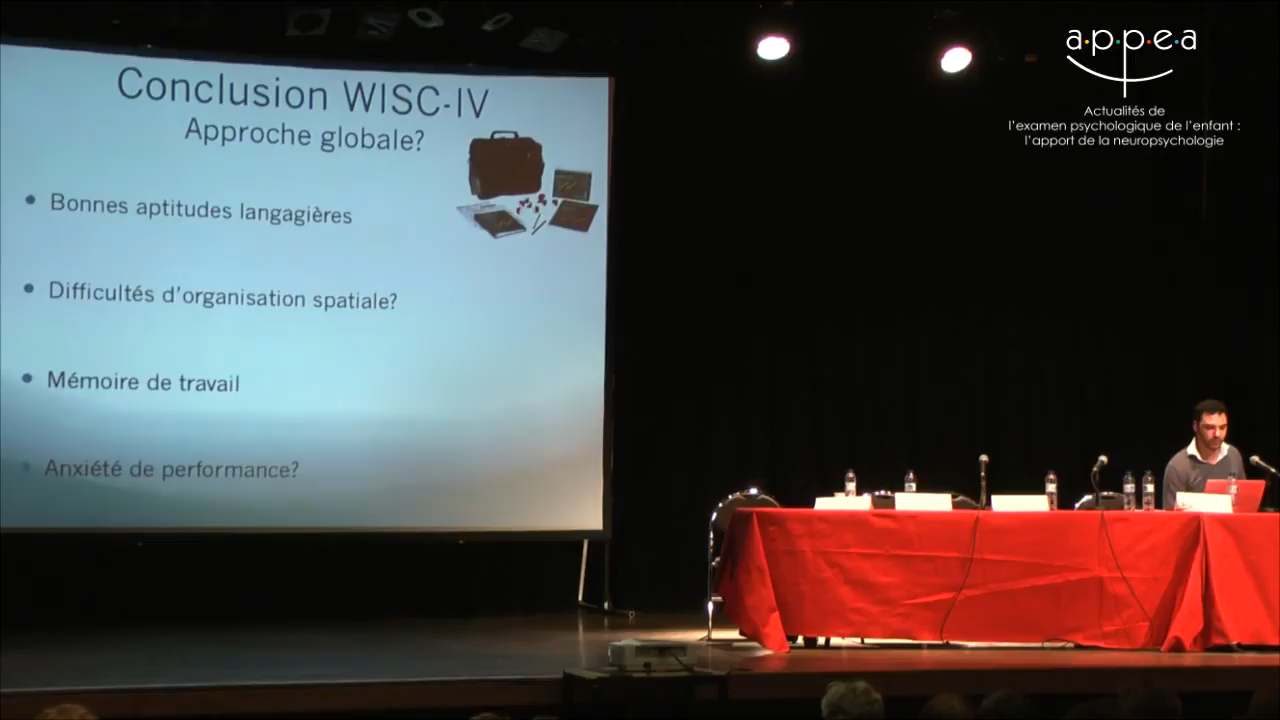 Conclusion WISC-IV
Approche globale?
• Bonnes aptitudes langagières
• Difficultés d'organisation spatiale?
• Mémoire de travail
• Anxiété de performance?
a·p·p·e·a
Actualités de
l'examen psychologique de l'enfant :
l'apport de la neuropsychologie